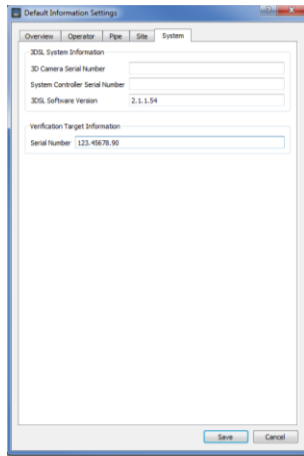 Default Information Settings
Overview Operator Pipe Site System
3DSL System Information
3D Camera Serial Number
System Controller Serial Number
3DSL Software Version 2.1.1.54
Verification Target Information
Serial Number 123.45678.90
Save Cancel